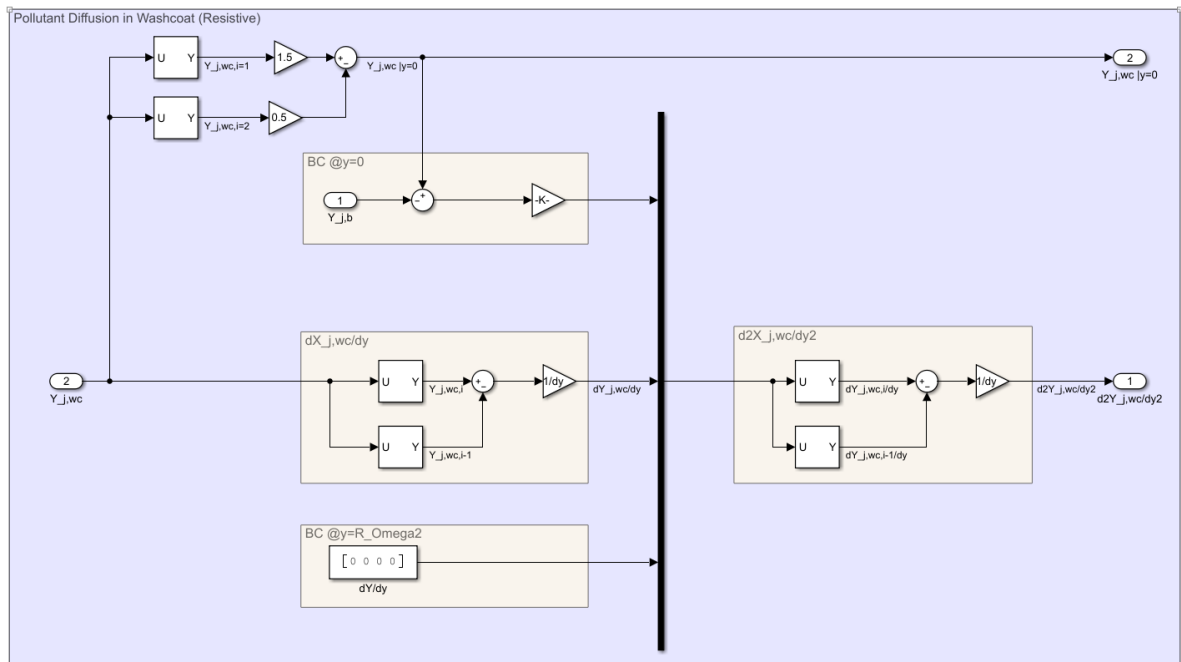 Pollutant Diffusion in Washcoat (Resistive)
U Y
Y_j,wc,i=1
1.5
+
-
Y_j,wc |y=0
2
Y_j,wc |y=0
U Y
Y_j,wc,i=2
0.5
BC @y=0
1
Y_j,b
-
+
-K-
2
Y_j,wc
dX_j,wc/dy
U Y
Y_j,wc,i
+
-
1/dy
dY_j,wc/dy
U Y
Y_j,wc,i-1
d2X_j,wc/dy2
U Y
dY_j,wc,i/dy
+
-
1/dy
d2Y_j,wc/dy2
1
d2Y_j,wc/dy2
U Y
dY_j,wc,i-1/dy
BC @y=R_Omega2
[0 0 0 0]
dY/dy